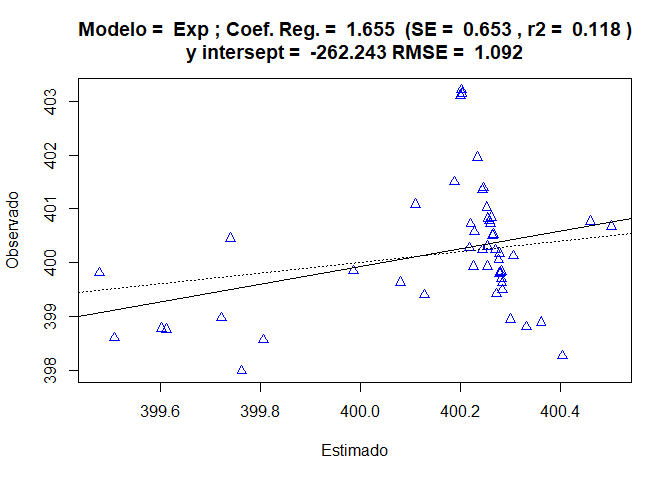 Modelo = Exp ; Coef. Reg. = 1.655 (SE = 0.653 , r2 = 0.118 )
y intersept = -262.243 RMSE = 1.092
403
402
401
400
399
398
Observado
399.6 399.8 400.0 400.2 400.4
Estimado